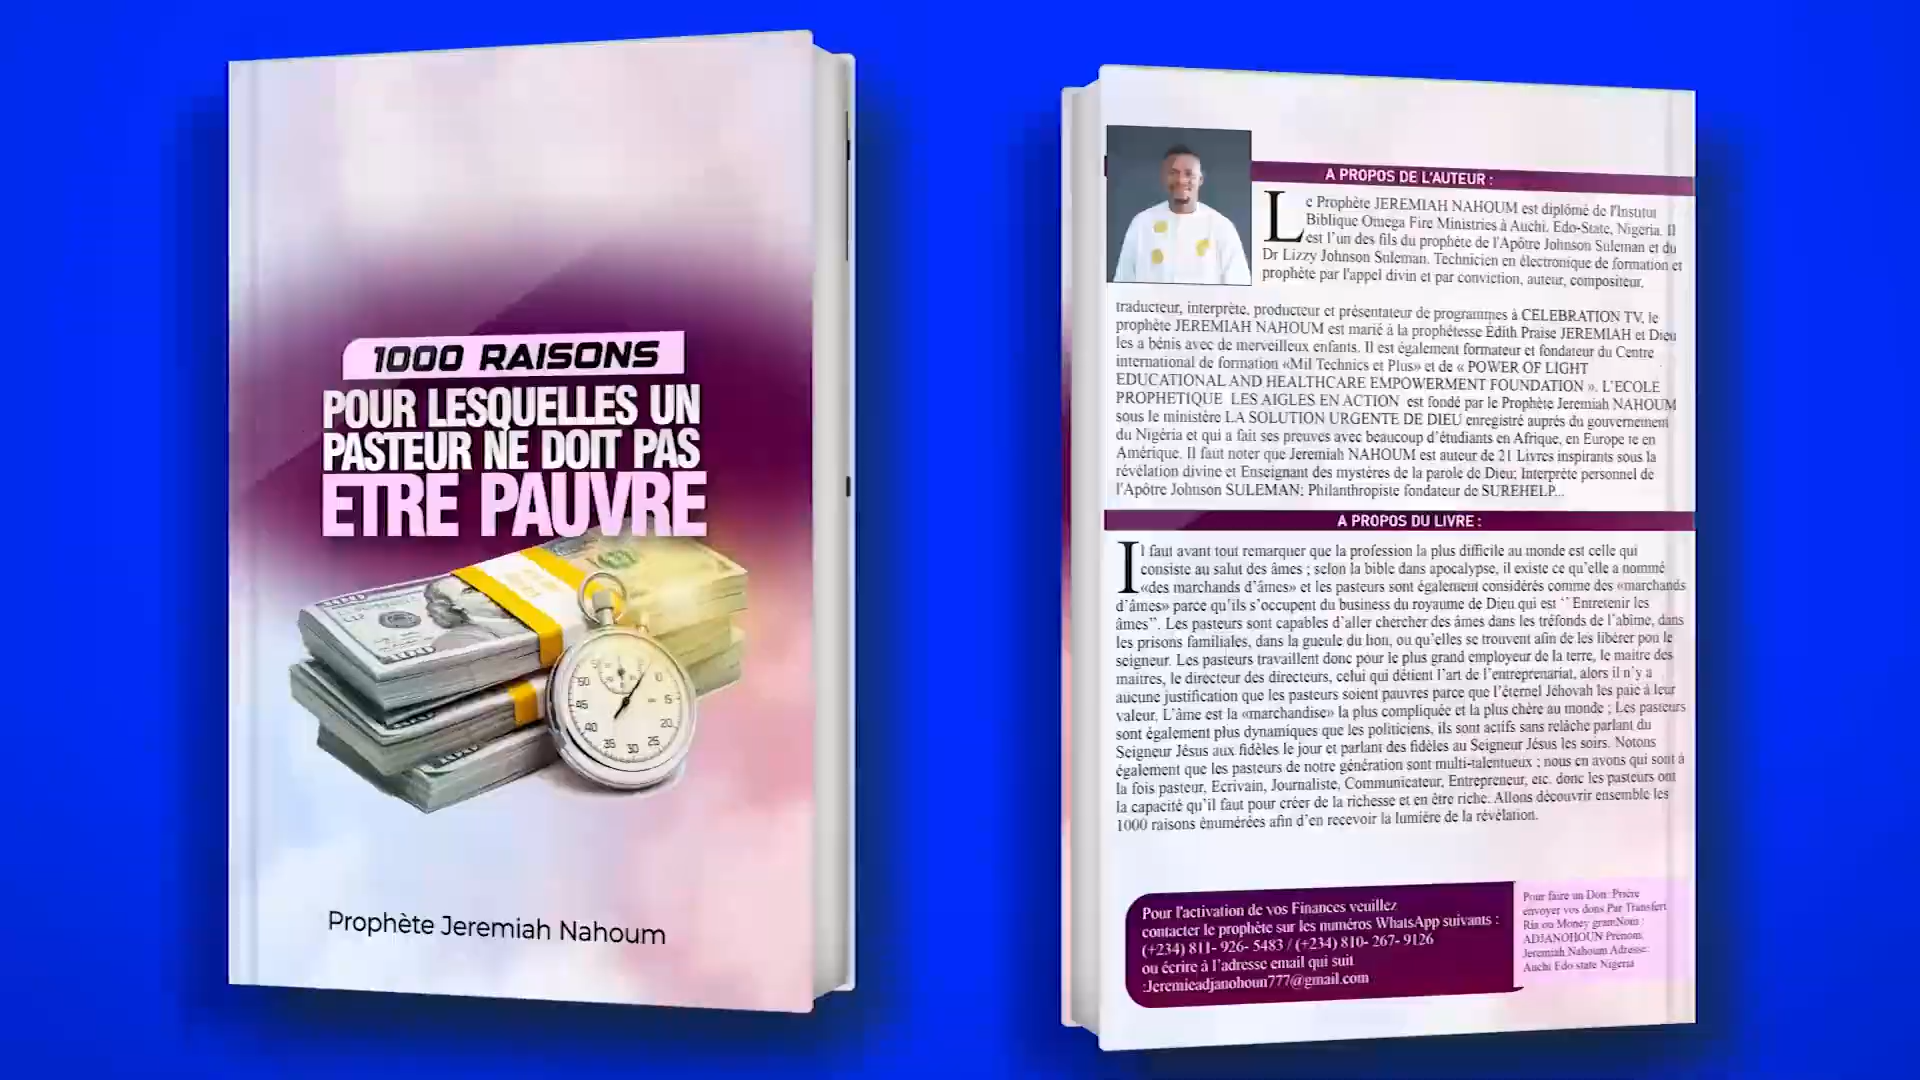 1000 RAISONS
POUR LESQUELLES UN
PASTEUR NE DOIT PAS
ETRE PAUVRE
Prophète Jeremiah Nahoum
A PROPOS DE L'AUTEUR :
Le Prophète JEREMIAH NAHOUM est diplômé de l'Institut
Biblique Omega Fire Ministries à Auchi, Edo-State, Nigeria. Il
est l'un des fils du prophète de l'Apôtre Johnson Suleman et du
Dr Lizzy Johnson Suleman. Technicien en électronique de formation et
prophète par l'appel divin et par conviction, auteur, compositeur,
traducteur, interprète, producteur et présentateur de programmes à CELEBRATION TV, le
prophète JEREMIAH NAHOUM est marié à la prophétesse Édith Praise JEREMIAH et Dieu
les a bénis avec de merveilleux enfants. Il est également formateur et fondateur du Centre
international de formation «Mil Technics et Plus» et de « POWER OF LIGHT
EDUCATIONAL AND HEALTHCARE EMPOWERMENT FOUNDATION ». L'ECOLE
PROPHETIQUE LES AIGLES EN ACTION est fondé par le Prophète Jeremiah NAHOUM
sous le ministère LA SOLUTION URGENTE DE DIEU enregistré auprès du gouvernement
du Nigéria et qui a fait ses preuves avec beaucoup d'étudiants en Afrique, en Europe te en
Amérique. Il faut noter que Jeremiah NAHOUM est auteur de 21 Livres inspirants sous la
révélation divine et Enseignant des mystères de la parole de Dieu; Interprète personnel de
l'Apôtre Johnson SULEMAN; Philanthropiste fondateur de SUREHELP...
A PROPOS DU LIVRE :
Il faut avant tout remarquer que la profession la plus difficile au monde est celle qui
consiste au salut des âmes ; selon la bible dans apocalypse, il existe ce qu'elle a nommé
«des marchands d'âmes» et les pasteurs sont également considérés comme des «marchands
d'âmes» parce qu'ils s'occupent du business du royaume de Dieu qui est '' Entretenir les
âmes''. Les pasteurs sont capables d'aller chercher des âmes dans les tréfonds de l'abîme, dans
les prisons familiales, dans la gueule du lion, ou qu'elles se trouvent afin de les libérer pou le
seigneur. Les pasteurs travaillent donc pour le plus grand employeur de la terre, le maitre des
maitres, le directeur des directeurs, celui qui détient l'art de l'entreprenariat, alors il n'y a
aucune justification que les pasteurs soient pauvres parce que l'éternel Jéhovah les paie à leur
valeur. L'âme est la «marchandise» la plus compliquée et la plus chère au monde ; Les pasteurs
sont également plus dynamiques que les politiciens, ils sont actifs sans relâche parlant du
Seigneur Jésus aux fidèles le jour et parlant des fidèles au Seigneur Jésus les soirs. Notons
également que les pasteurs de notre génération sont multi-talentueux ; nous en avons qui sont à
la fois pasteur, Ecrivain, Journaliste, Communicateur, Entrepreneur, etc. donc les pasteurs ont
la capacité qu'il faut pour créer de la richesse et en être riche. Allons découvrir ensemble les
1000 raisons énumérées afin d'en recevoir la lumière de la révélation.
Pour l'activation de vos Finances veuillez
contacter le prophète sur les numéros WhatsApp suivants :
(+234) 811- 926- 5483 / (+234) 810- 267- 9126
ou écrire à l'adresse email qui suit
:Jeremieadjanohoun777@gmail.com
Pour faire un Don: Prière
envoyer vos dons Par Transfert
Ria ou Money gramNom :
ADJANOHOUN Prénom:
Jeremiah Nahoum Adresse:
Auchi Edo state Nigeria